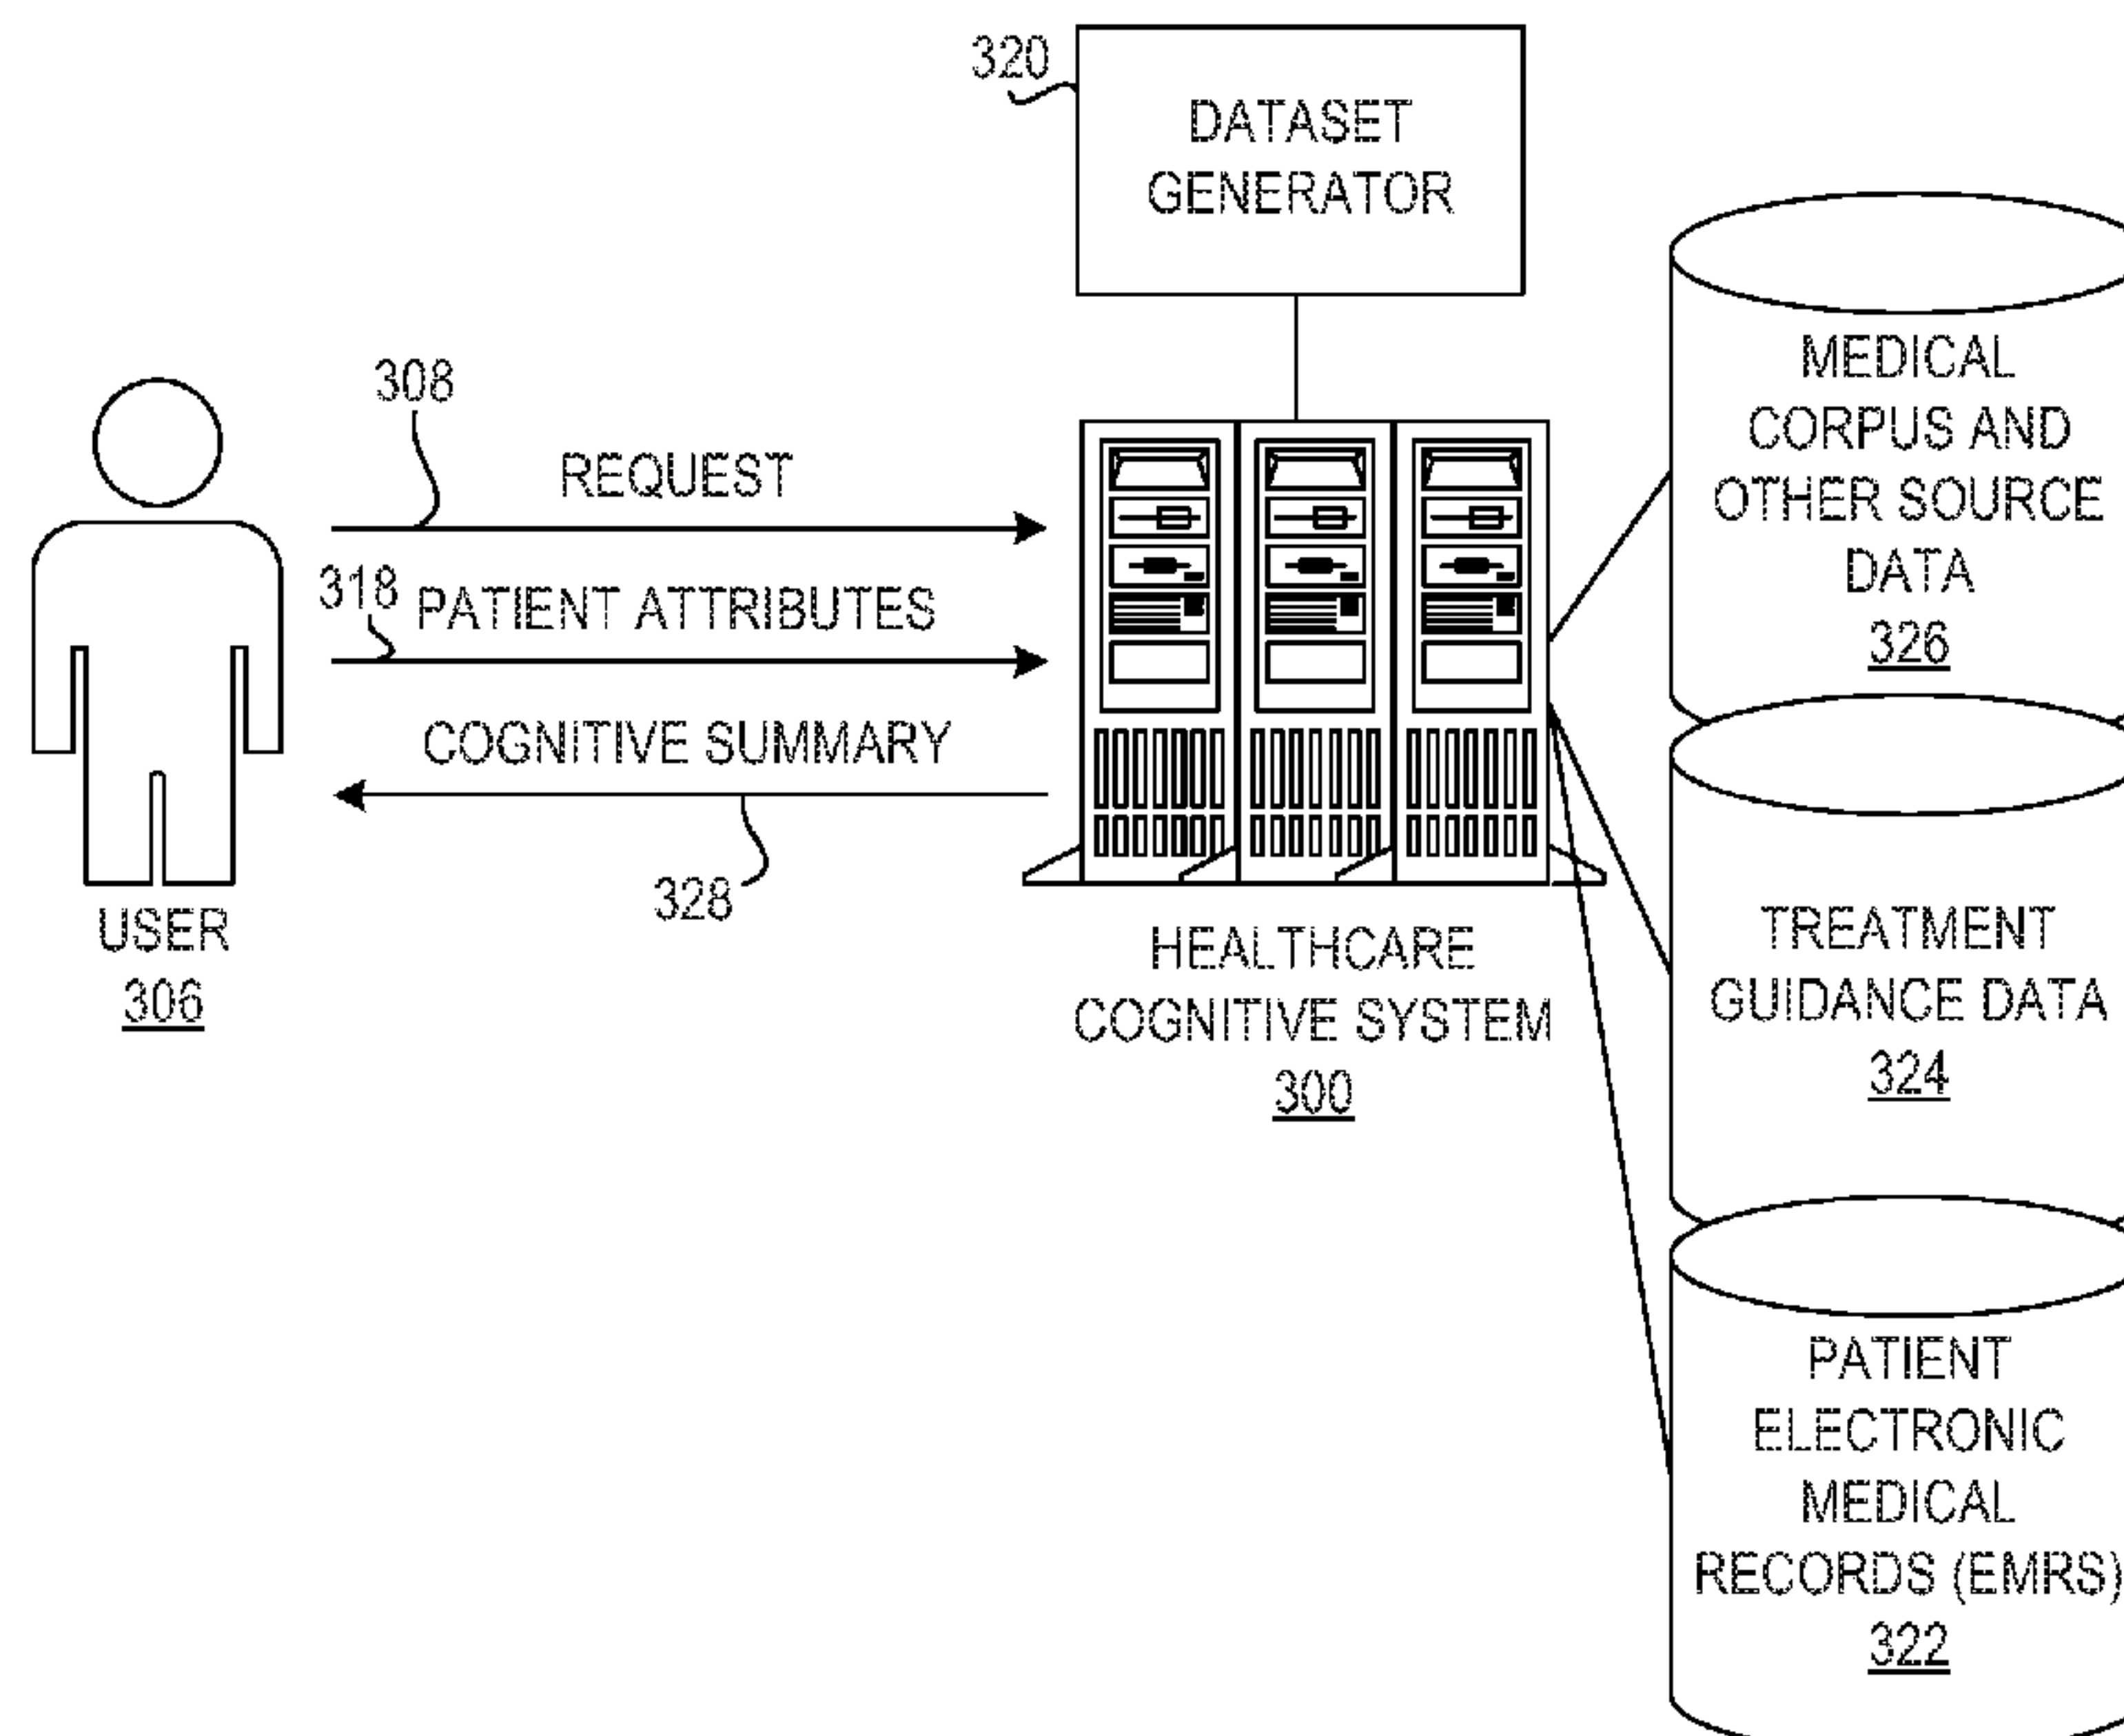 320
DATASET
GENERATOR
308
REQUEST
318
PATIENT ATTRIBUTES
COGNITIVE SUMMARY
328
USER
306
HEALTHCARE
COGNITIVE SYSTEM
300
MEDICAL
CORPUS AND
OTHER SOURCE
DATA
326
TREATMENT
GUIDANCE DATA
324
PATIENT
ELECTRONIC
MEDICAL
RECORDS (EMRS)
322